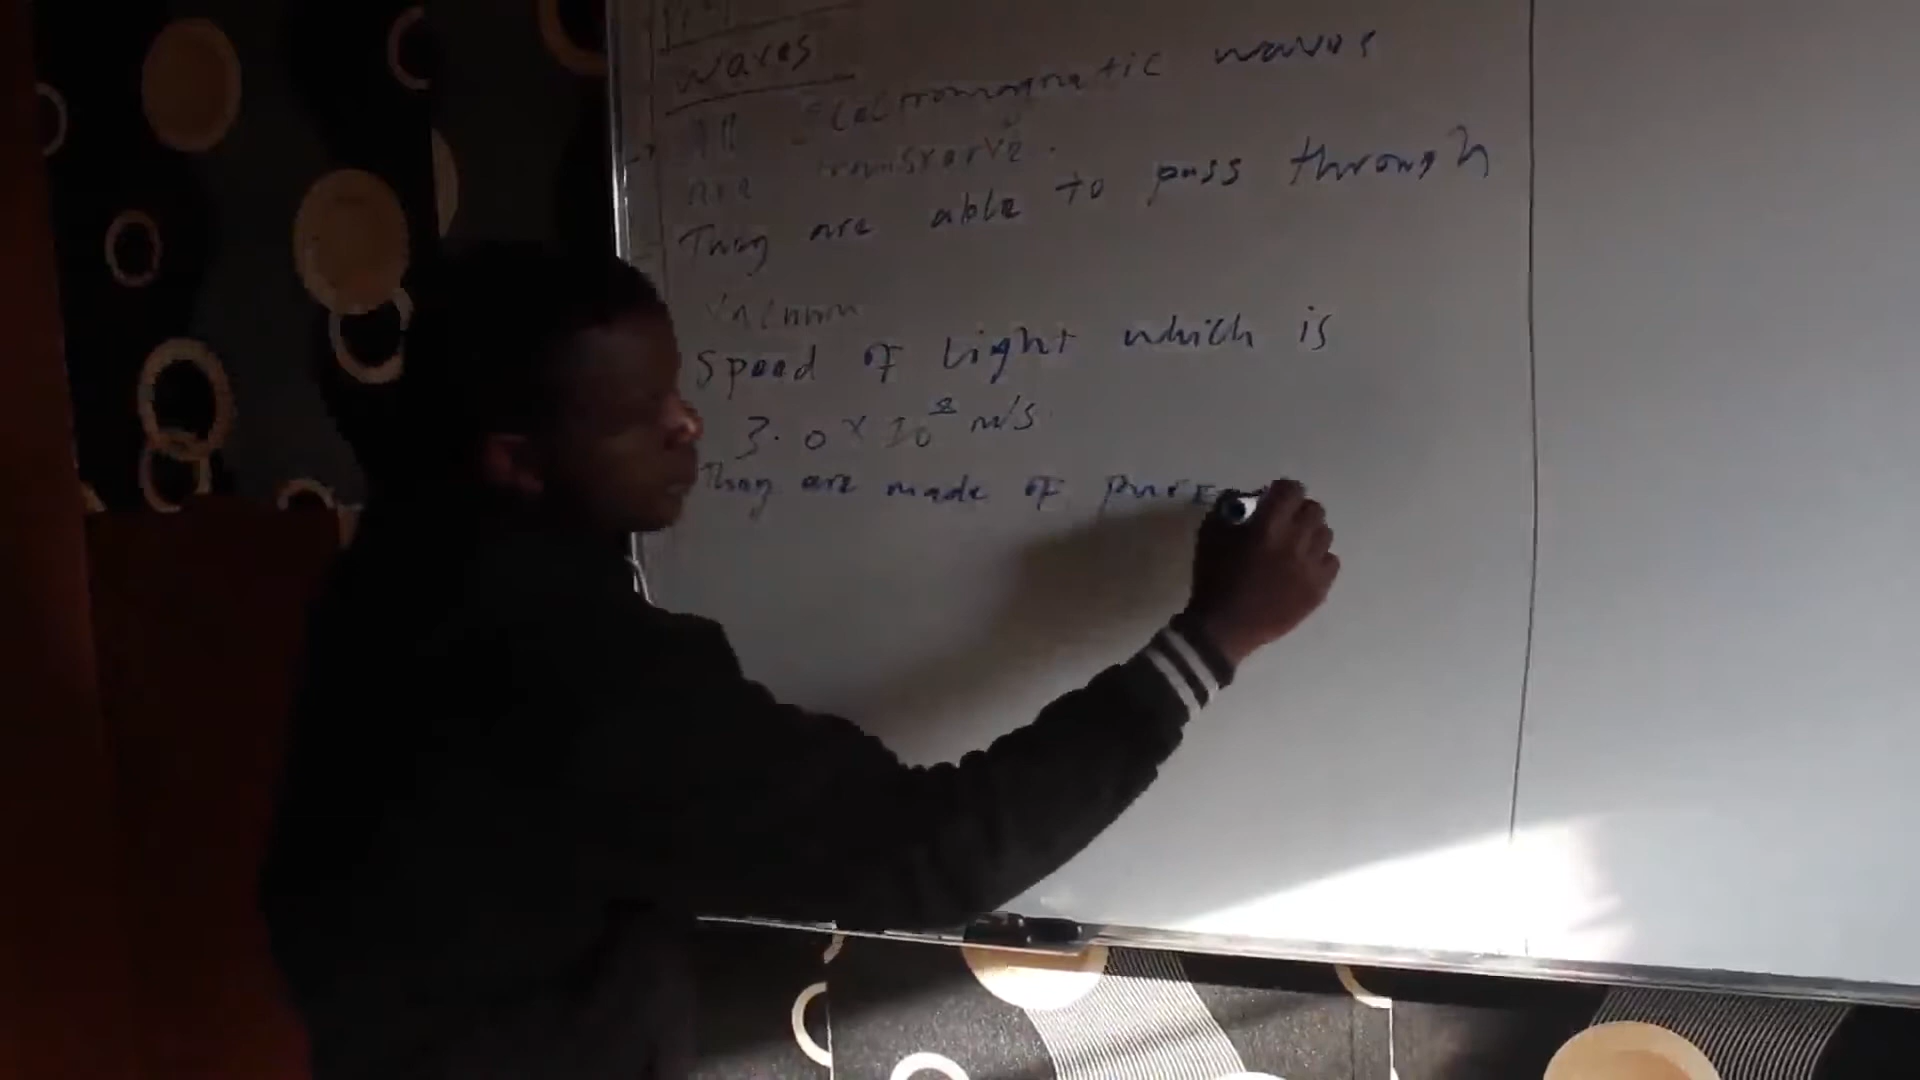 waves
All Electromagnetic waves
are transverve.
They are able to pass through
vacuum
Speed of Light which is
3.0 x 10⁸ m/s.
They are made of pure